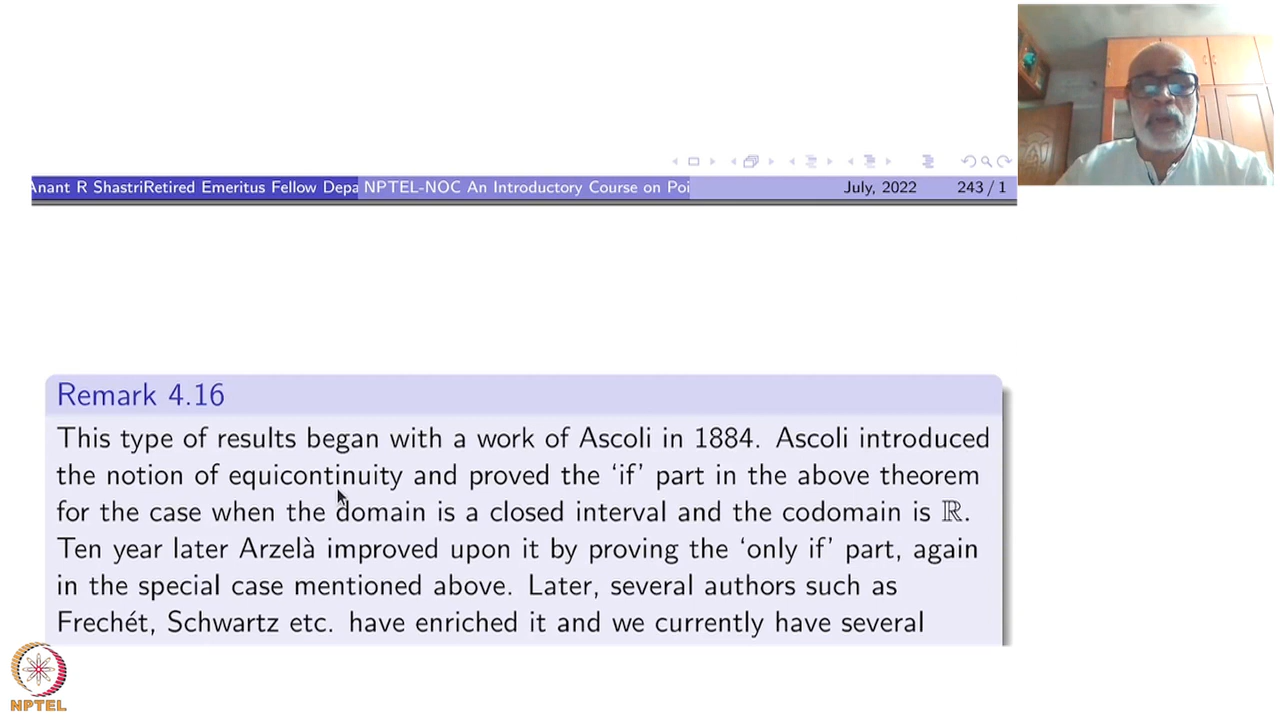 Anant R ShastriRetired Emeritus Fellow Depa NPTEL-NOC An Introductory Course on Poi July, 2022 243 / 1
Remark 4.16
This type of results began with a work of Ascoli in 1884. Ascoli introduced
the notion of equicontinuity and proved the ‘if’ part in the above theorem
for the case when the domain is a closed interval and the codomain is ℝ.
Ten year later Arzelà improved upon it by proving the ‘only if’ part, again
in the special case mentioned above. Later, several authors such as
Frechét, Schwartz etc. have enriched it and we currently have several
NPTEL